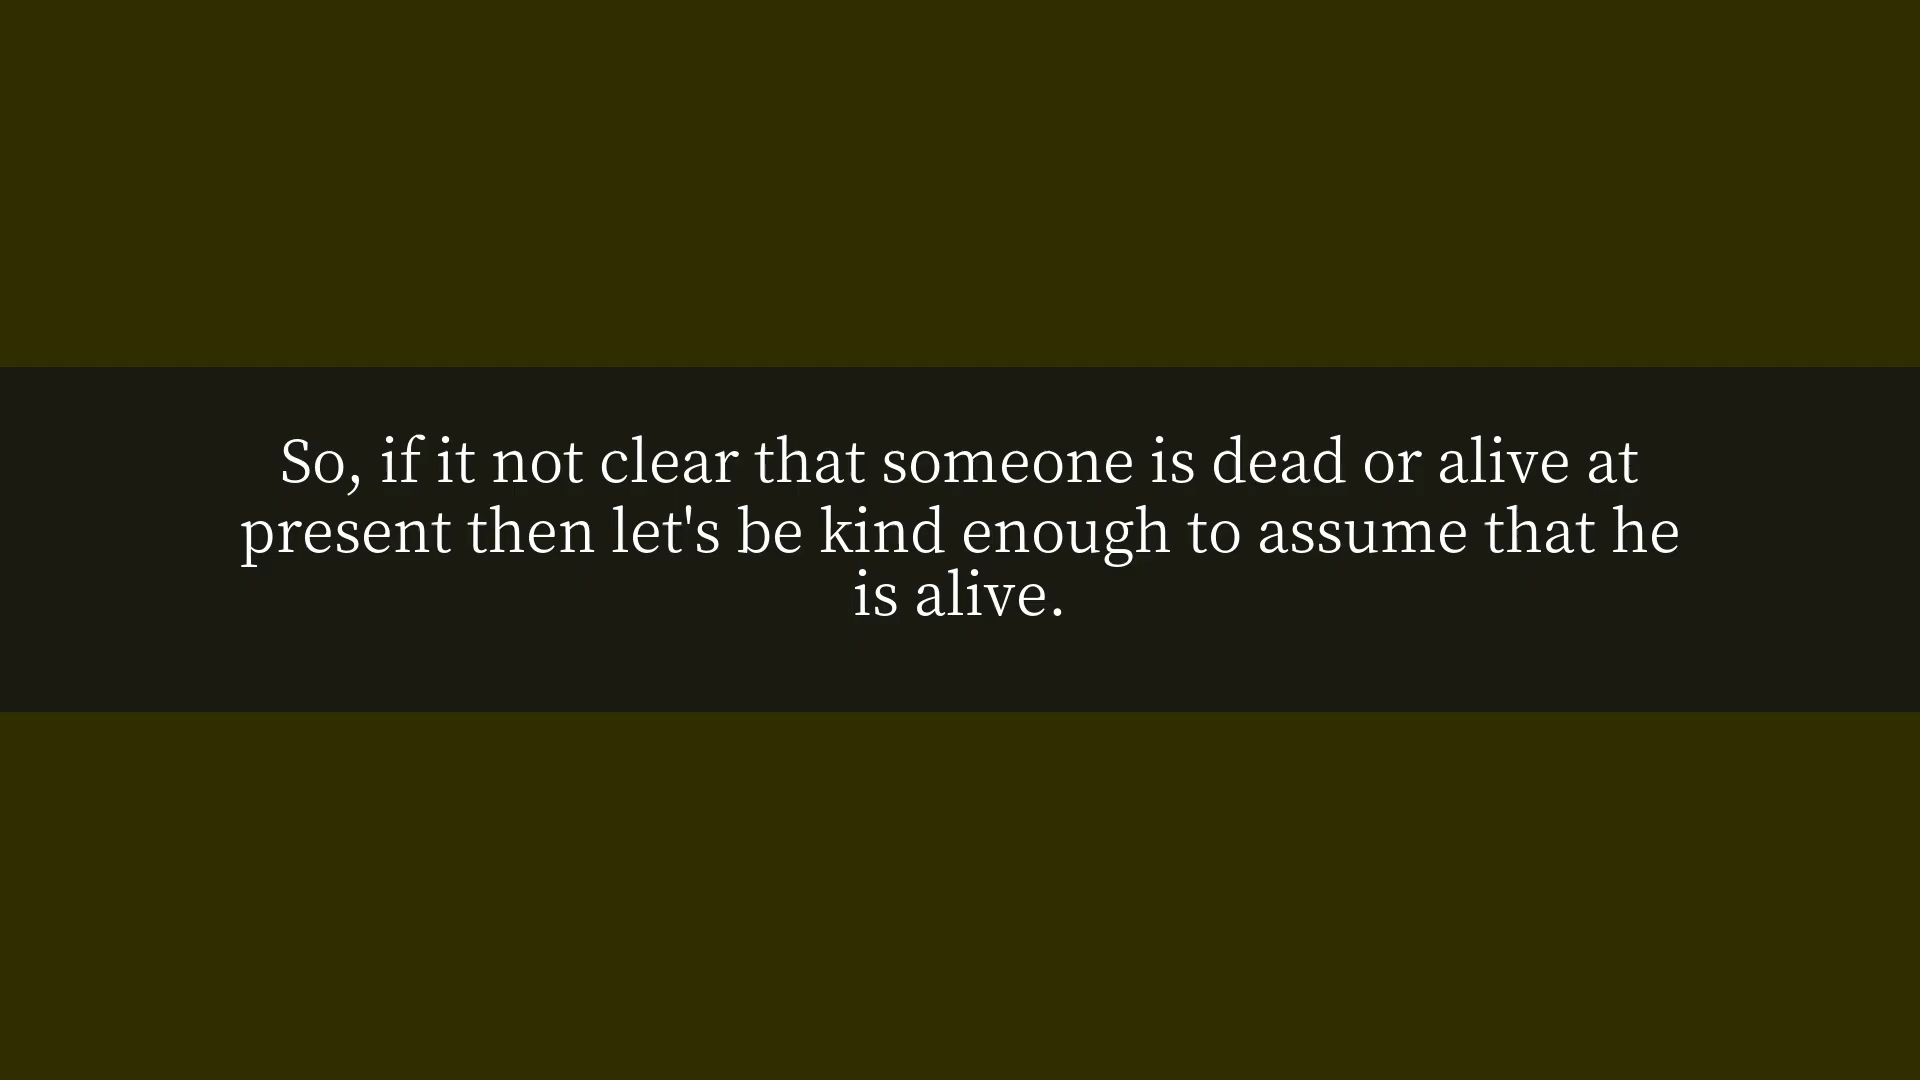 So, if it not clear that someone is dead or alive at
present then let's be kind enough to assume that he
is alive.